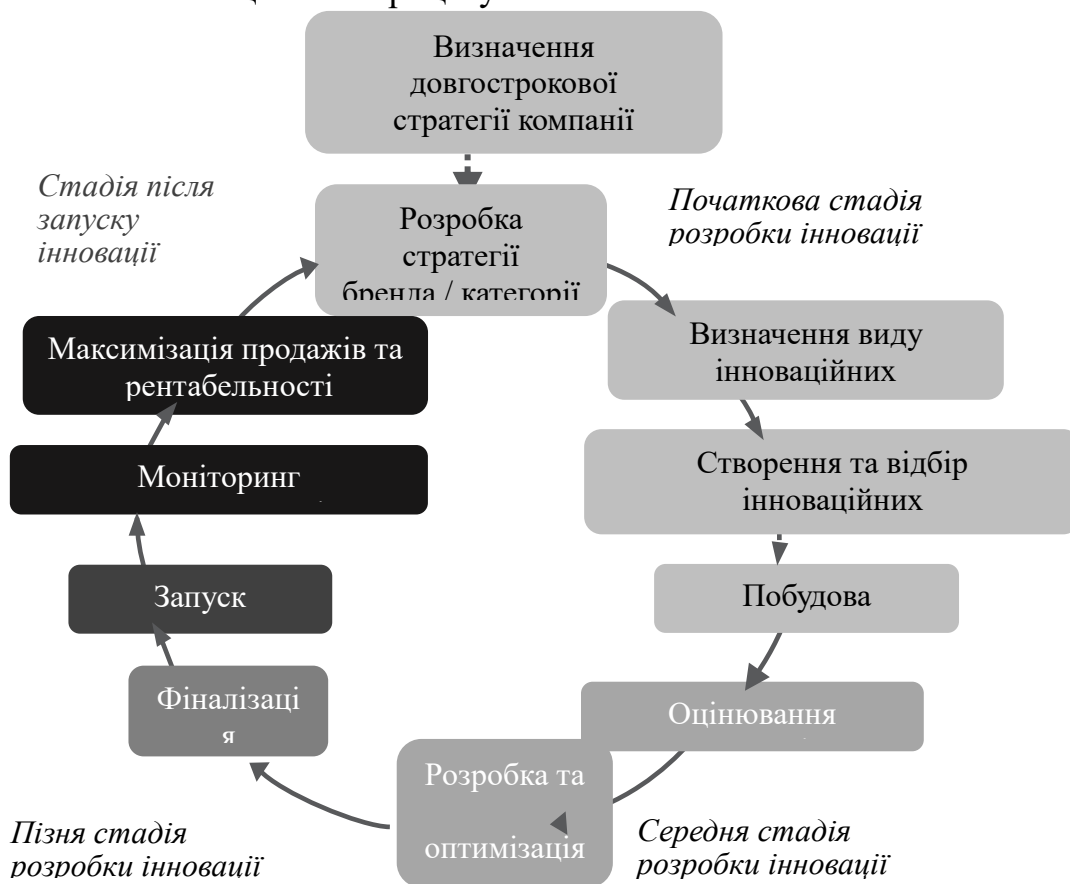 Визначення
довгострокової
стратегії компанії
Стадія після
запуску
інновації
Розробка
стратегії
бренда / категорії
Початкова стадія
розробки інновації
Максимізація продажів та
рентабельності
Визначення виду
інноваційних
Моніторинг
Створення та відбір
інноваційних
Запуск
Побудова
Фіналізаці
я
Оцінювання
Розробка та
оптимізація
Пізня стадія
розробки інновації
Середня стадія
розробки інновації